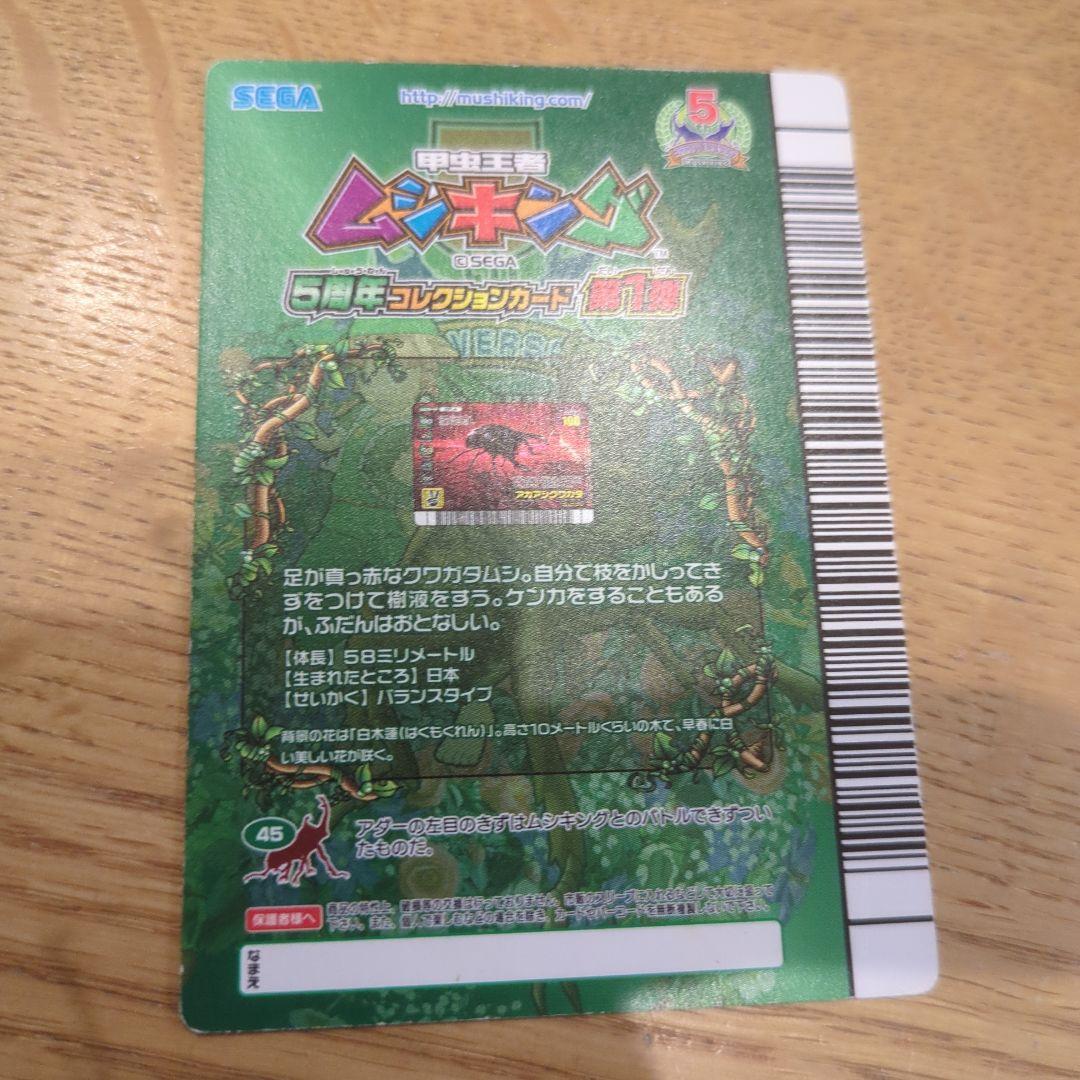 SEGA
http://mushiking.com/
5
甲虫王者
ムシキング
TM
©SEGA
5周年コレクションカード 第1弾
VERS
アカアシクワガタ
足が真っ赤なクワガタムシ。自分で枝をかじってき
ずをつけて樹液をすう。ケンカをすることもある
が、ふだんはおとなしい。
【体長】58ミリメートル
【生まれたところ】日本
【せいかく】バランスタイプ
背景の花は「白木蓮(はくもくれん)」。高さ10メートルくらいの木で、早春に白
い美しい花が咲く。
45
アダーの左目のきずはムシキングとのバトルできずつい
たものだ。
保護者様へ
なまえ